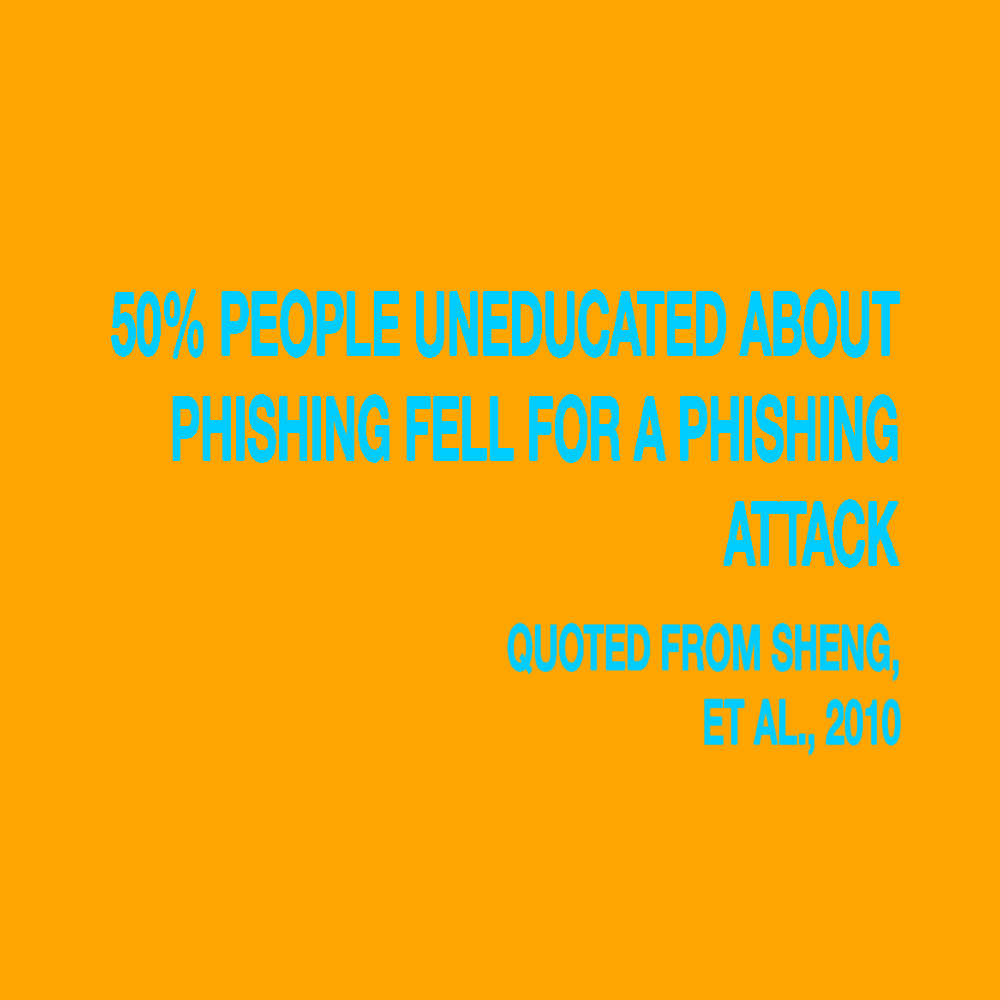 50% PEOPLE UNEDUCATED ABOUT
PHISHING FELL FOR A PHISHING
ATTACK
QUOTED FROM SHENG,
ET AL., 2010